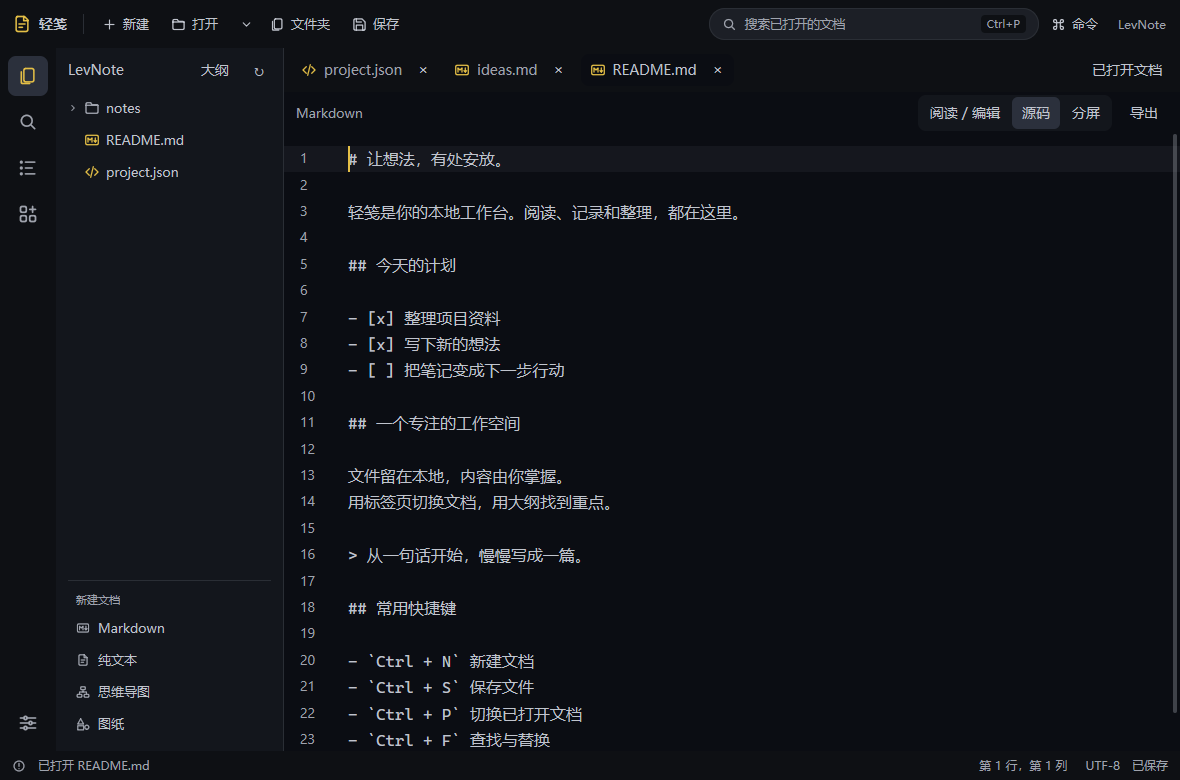 轻笺 新建 打开 文件夹 保存 搜索已打开的文档 Ctrl+P 命令 LevNote
LevNote 大纲
notes
README.md
project.json
新建文档
Markdown
纯文本
思维导图
图纸
project.json × ideas.md × README.md × 已打开文档
Markdown 阅读 / 编辑 源码 分屏 导出
1 # 让想法，有处安放。
2
3 轻笺是你的本地工作台。阅读、记录和整理，都在这里。
4
5 ## 今天的计划
6
7 - [x] 整理项目资料
8 - [x] 写下新的想法
9 - [ ] 把笔记变成下一步行动
10
11 ## 一个专注的工作空间
12
13 文件留在本地，内容由你掌握。
14 用标签页切换文档，用大纲找到重点。
15
16 > 从一句话开始，慢慢写成一篇。
17
18 ## 常用快捷键
19
20 - `Ctrl + N` 新建文档
21 - `Ctrl + S` 保存文件
22 - `Ctrl + P` 切换已打开文档
23 - `Ctrl + F` 查找与替换
已打开 README.md 第 1 行，第 1 列 UTF-8 已保存